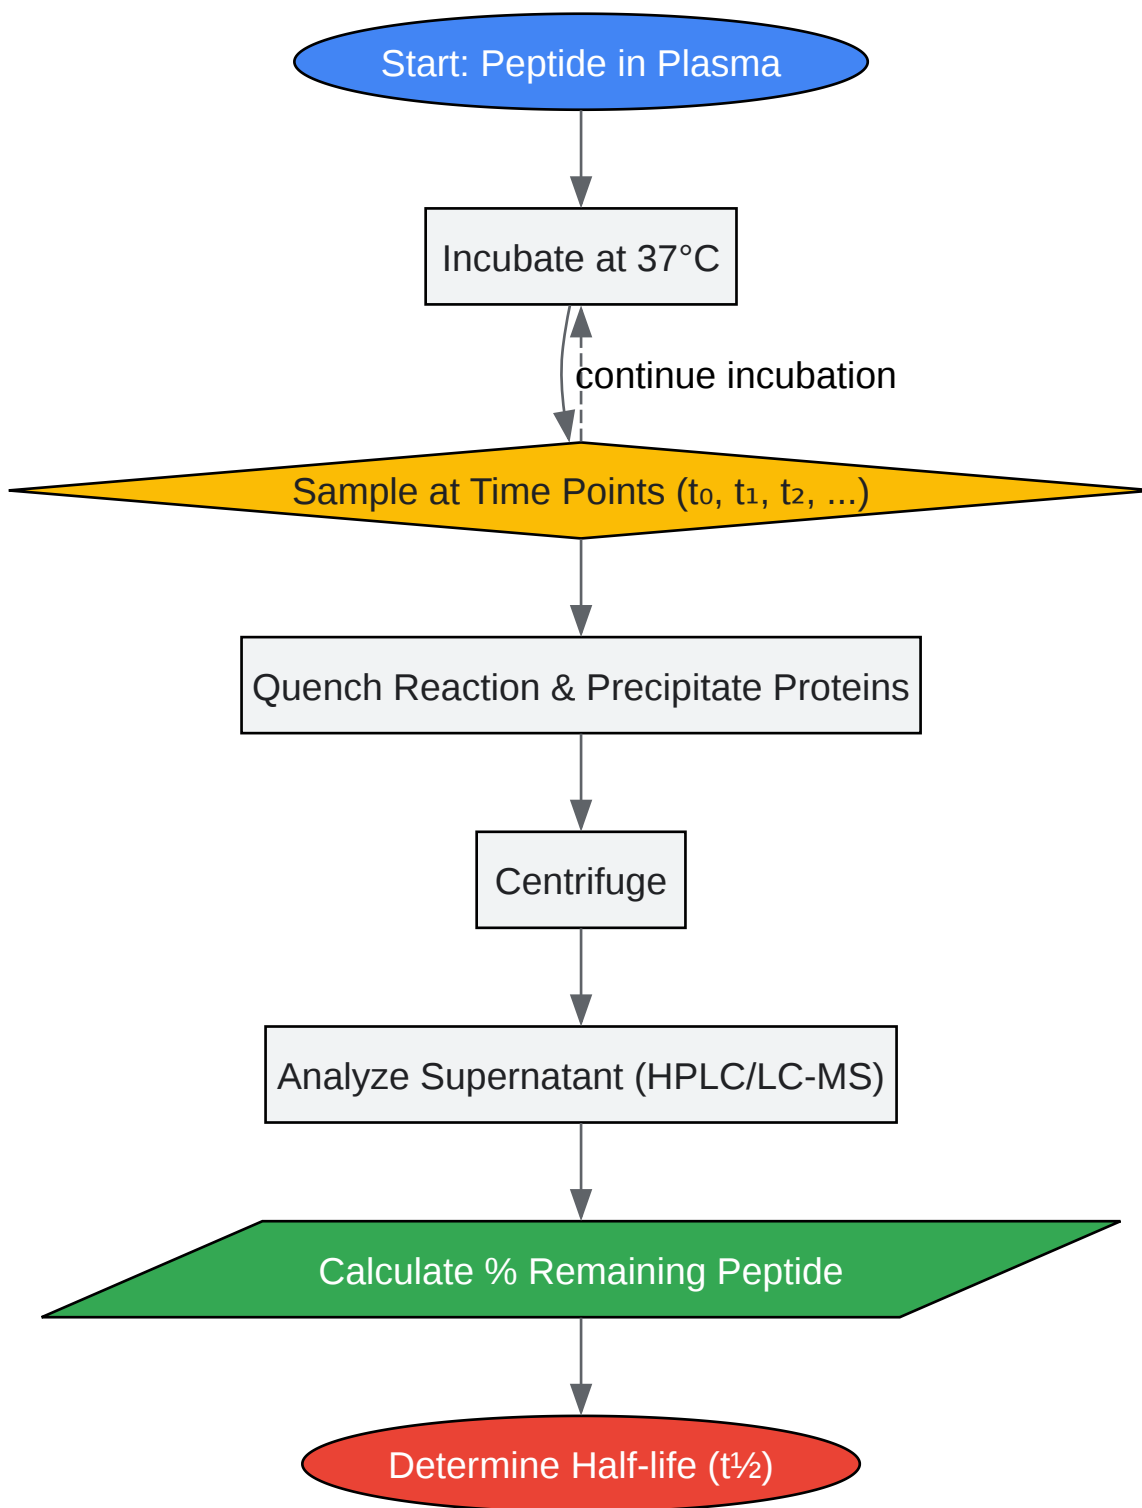 Start: Peptide in Plasma
Incubate at 37°C
continue incubation
Sample at Time Points (t₀, t₁, t₂, ...)
Quench Reaction & Precipitate Proteins
Centrifuge
Analyze Supernatant (HPLC/LC-MS)
Calculate % Remaining Peptide
Determine Half-life (t½)